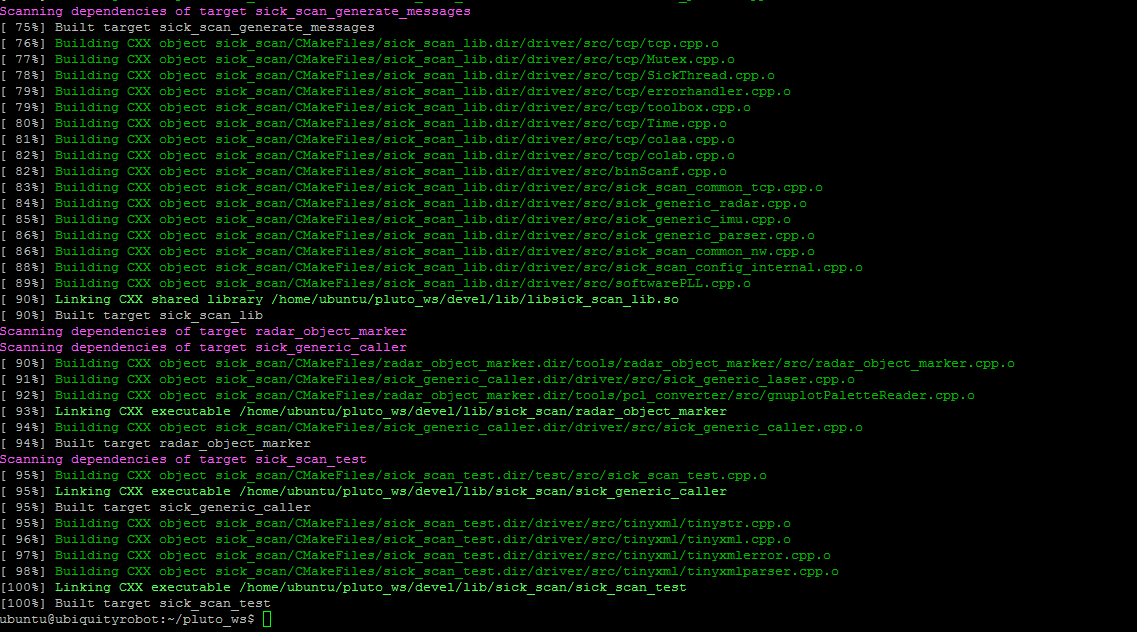 Scanning dependencies of target sick_scan_generate_messages
[ 75%] Built target sick_scan_generate_messages
[ 76%] Building CXX object sick_scan/CMakeFiles/sick_scan_lib.dir/driver/src/tcp/tcp.cpp.o
[ 77%] Building CXX object sick_scan/CMakeFiles/sick_scan_lib.dir/driver/src/tcp/Mutex.cpp.o
[ 78%] Building CXX object sick_scan/CMakeFiles/sick_scan_lib.dir/driver/src/tcp/SickThread.cpp.o
[ 79%] Building CXX object sick_scan/CMakeFiles/sick_scan_lib.dir/driver/src/tcp/errorhandler.cpp.o
[ 79%] Building CXX object sick_scan/CMakeFiles/sick_scan_lib.dir/driver/src/tcp/toolbox.cpp.o
[ 80%] Building CXX object sick_scan/CMakeFiles/sick_scan_lib.dir/driver/src/tcp/Time.cpp.o
[ 81%] Building CXX object sick_scan/CMakeFiles/sick_scan_lib.dir/driver/src/tcp/colaa.cpp.o
[ 82%] Building CXX object sick_scan/CMakeFiles/sick_scan_lib.dir/driver/src/tcp/colab.cpp.o
[ 82%] Building CXX object sick_scan/CMakeFiles/sick_scan_lib.dir/driver/src/binScanf.cpp.o
[ 83%] Building CXX object sick_scan/CMakeFiles/sick_scan_lib.dir/driver/src/sick_scan_common_tcp.cpp.o
[ 84%] Building CXX object sick_scan/CMakeFiles/sick_scan_lib.dir/driver/src/sick_generic_radar.cpp.o
[ 85%] Building CXX object sick_scan/CMakeFiles/sick_scan_lib.dir/driver/src/sick_generic_imu.cpp.o
[ 86%] Building CXX object sick_scan/CMakeFiles/sick_scan_lib.dir/driver/src/sick_generic_parser.cpp.o
[ 86%] Building CXX object sick_scan/CMakeFiles/sick_scan_lib.dir/driver/src/sick_scan_common_nw.cpp.o
[ 88%] Building CXX object sick_scan/CMakeFiles/sick_scan_lib.dir/driver/src/sick_scan_config_internal.cpp.o
[ 89%] Building CXX object sick_scan/CMakeFiles/sick_scan_lib.dir/driver/src/softwarePLL.cpp.o
[ 90%] Linking CXX shared library /home/ubuntu/pluto_ws/devel/lib/libsick_scan_lib.so
[ 90%] Built target sick_scan_lib
Scanning dependencies of target radar_object_marker
Scanning dependencies of target sick_generic_caller
[ 90%] Building CXX object sick_scan/CMakeFiles/radar_object_marker.dir/tools/radar_object_marker/src/radar_object_marker.cpp.o
[ 91%] Building CXX object sick_scan/CMakeFiles/sick_generic_caller.dir/driver/src/sick_generic_laser.cpp.o
[ 92%] Building CXX object sick_scan/CMakeFiles/radar_object_marker.dir/tools/pcl_converter/src/gnuplotPaletteReader.cpp.o
[ 93%] Linking CXX executable /home/ubuntu/pluto_ws/devel/lib/sick_scan/radar_object_marker
[ 94%] Building CXX object sick_scan/CMakeFiles/sick_generic_caller.dir/driver/src/sick_generic_caller.cpp.o
[ 94%] Built target radar_object_marker
Scanning dependencies of target sick_scan_test
[ 95%] Building CXX object sick_scan/CMakeFiles/sick_scan_test.dir/test/src/sick_scan_test.cpp.o
[ 95%] Linking CXX executable /home/ubuntu/pluto_ws/devel/lib/sick_scan/sick_generic_caller
[ 95%] Built target sick_generic_caller
[ 95%] Building CXX object sick_scan/CMakeFiles/sick_scan_test.dir/driver/src/tinyxml/tinystr.cpp.o
[ 96%] Building CXX object sick_scan/CMakeFiles/sick_scan_test.dir/driver/src/tinyxml/tinyxml.cpp.o
[ 97%] Building CXX object sick_scan/CMakeFiles/sick_scan_test.dir/driver/src/tinyxml/tinyxmlerror.cpp.o
[ 98%] Building CXX object sick_scan/CMakeFiles/sick_scan_test.dir/driver/src/tinyxml/tinyxmlparser.cpp.o
[100%] Linking CXX executable /home/ubuntu/pluto_ws/devel/lib/sick_scan/sick_scan_test
[100%] Built target sick_scan_test
ubuntu@ubiquityrobot:~/pluto_ws$